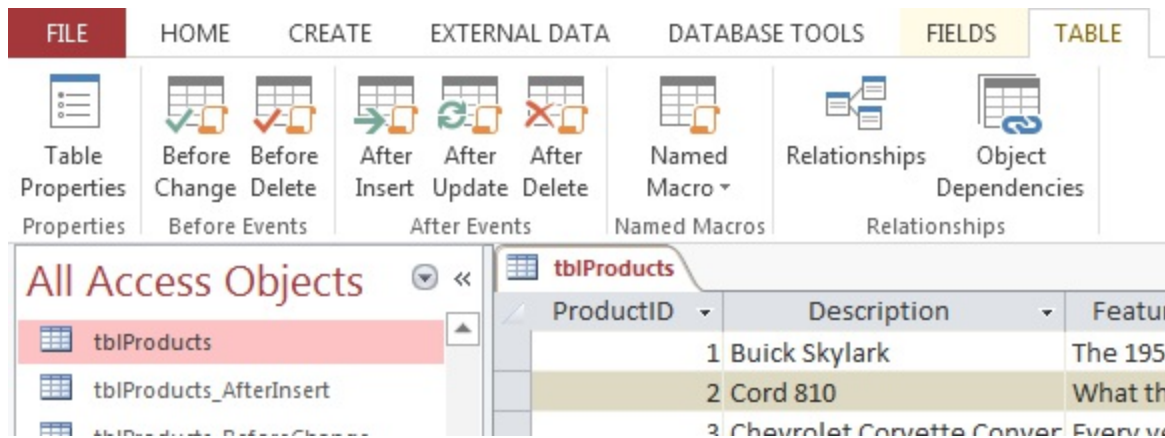 FILE HOME CREATE EXTERNAL DATA DATABASE TOOLS FIELDS TABLE
Table Properties
Before Change
Before Delete
After Insert
After Update
After Delete
Named Macro
Relationships
Object Dependencies
Properties Before Events After Events Named Macros Relationships
All Access Objects «
tblProducts
tblProducts_AfterInsert
tblProducts
ProductID Description
1 Buick Skylark The 195
2 Cord 810 What th
3 Chevrolet Corvette Conver Every